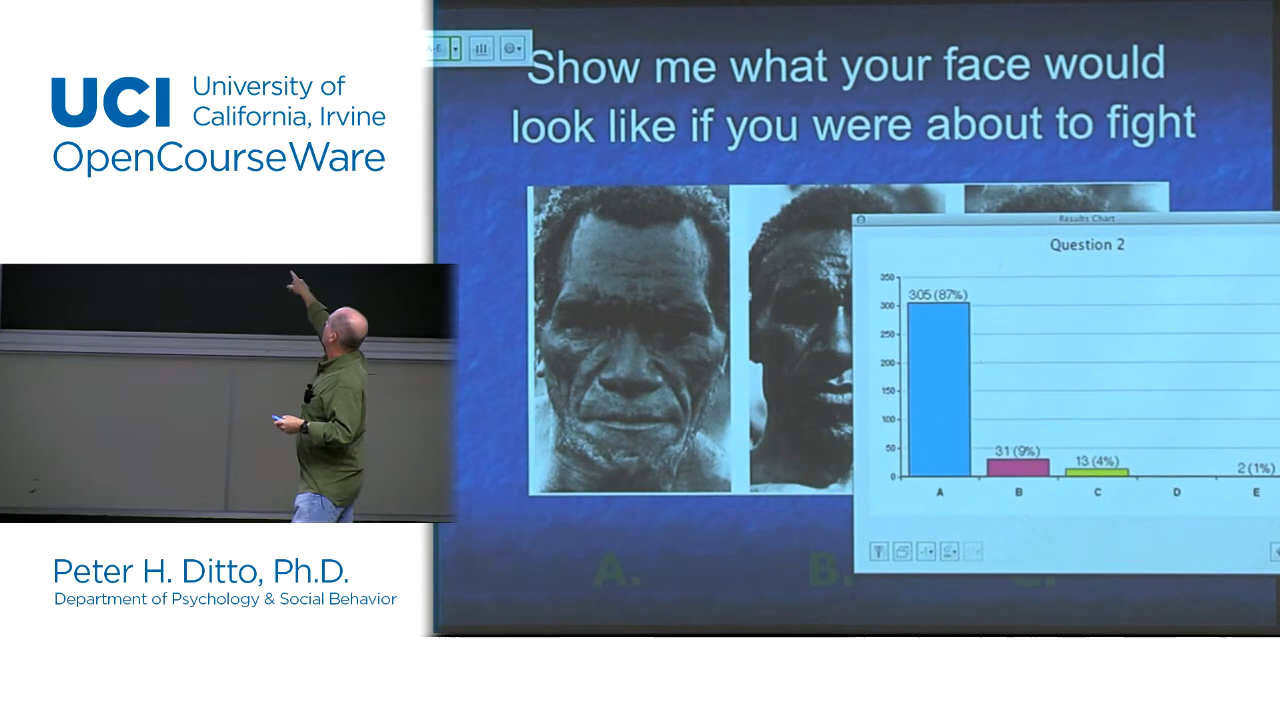 UCI
University of
California, Irvine
OpenCourseWare
Show me what your face would
look like if you were about to fight
Results Chart
Question 2
350
300
250
200
150
100
50
0
305 (87%)
31 (9%)
13 (4%)
2 (1%)
A
B
C
D
E
A.
B.
Peter H. Ditto, Ph.D.
Department of Psychology & Social Behavior